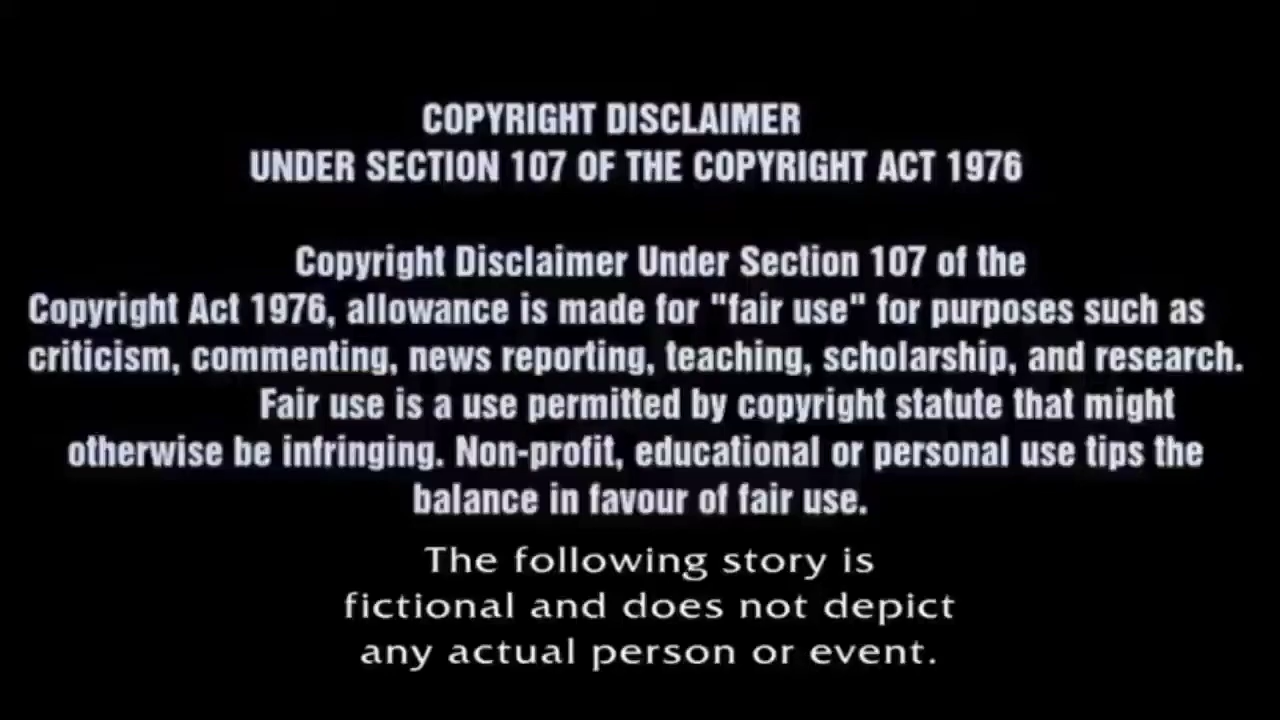 COPYRIGHT DISCLAIMER
UNDER SECTION 107 OF THE COPYRIGHT ACT 1976
Copyright Disclaimer Under Section 107 of the
Copyright Act 1976, allowance is made for "fair use" for purposes such as
criticism, commenting, news reporting, teaching, scholarship, and research.
Fair use is a use permitted by copyright statute that might
otherwise be infringing. Non-profit, educational or personal use tips the
balance in favour of fair use.
The following story is
fictional and does not depict
any actual person or event.